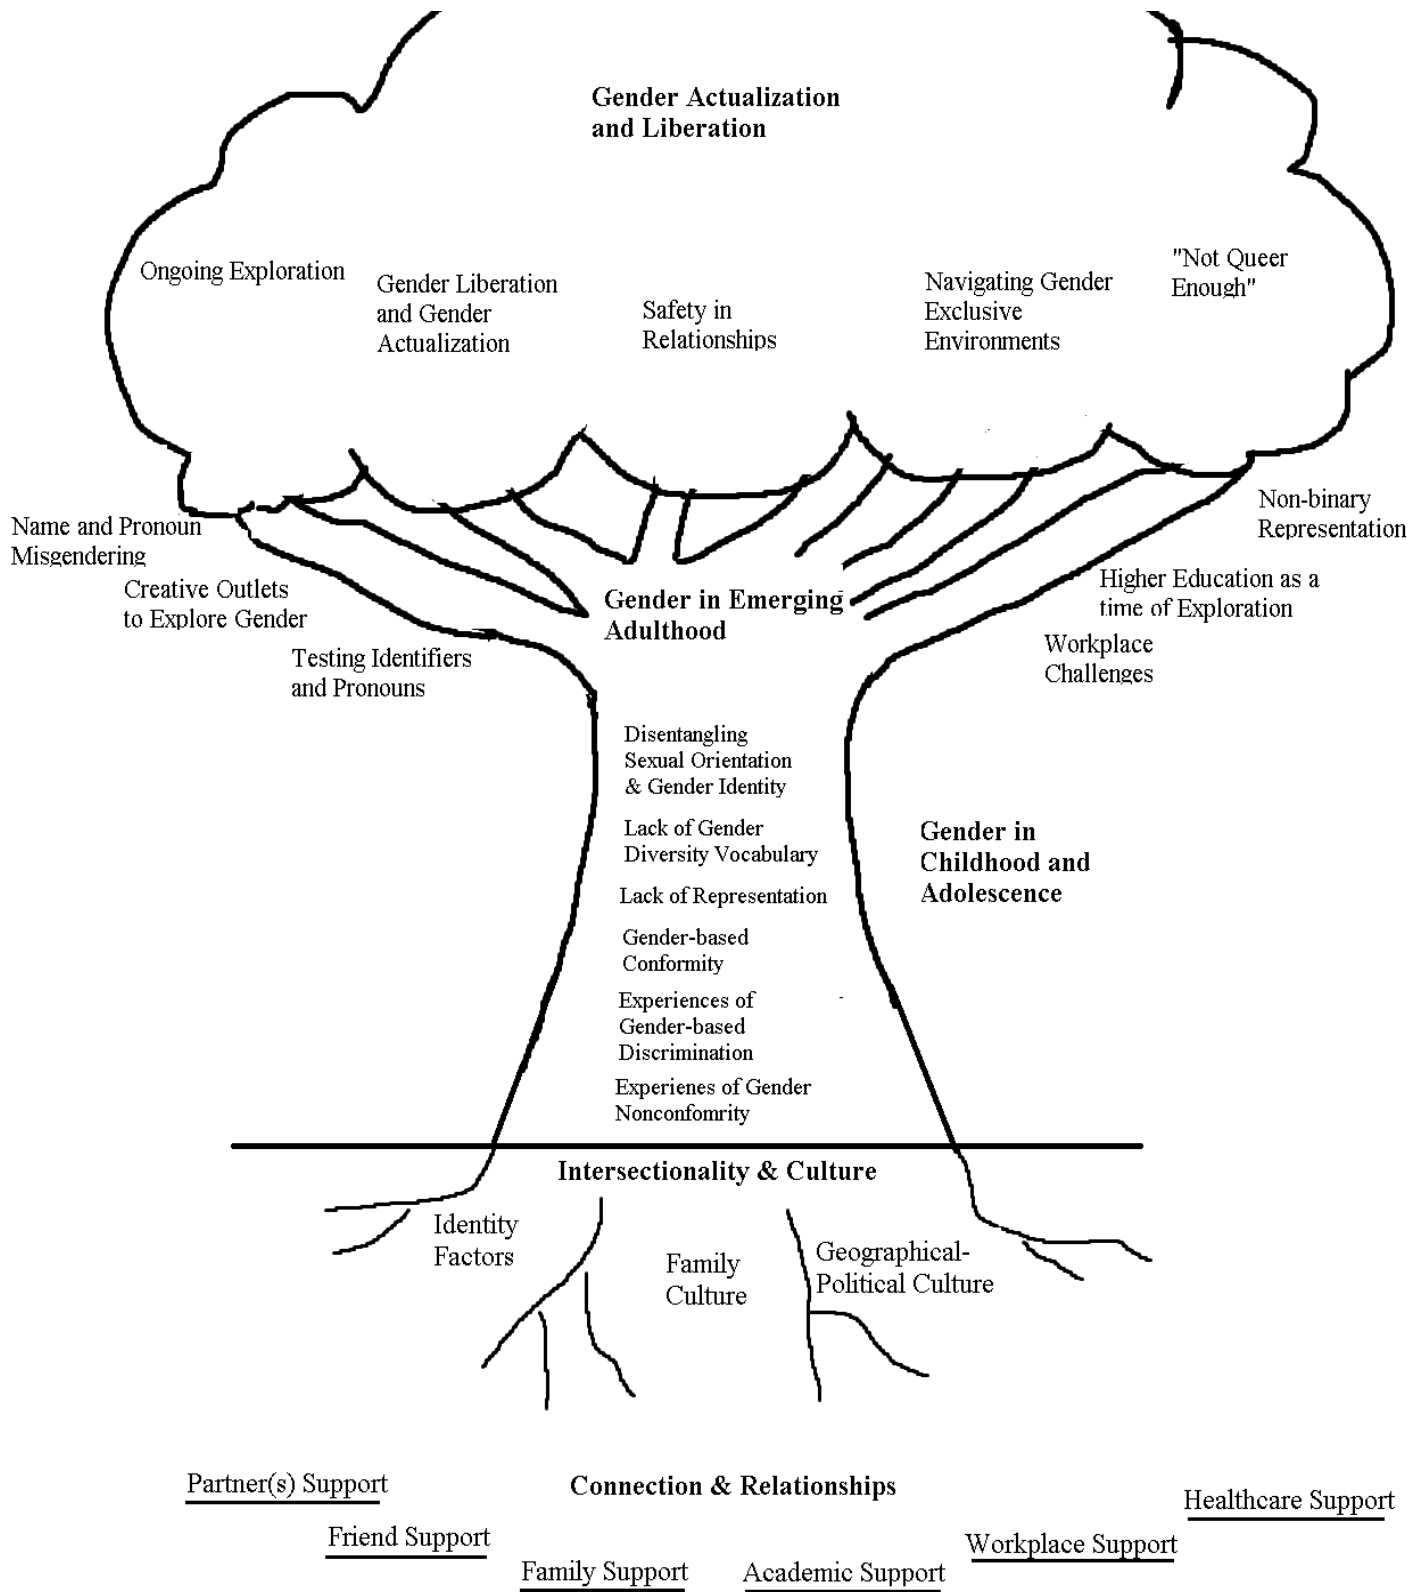 Gender Actualization
and Liberation
Ongoing Exploration
Gender Liberation
and Gender
Actualization
Safety in
Relationships
Navigating Gender
Exclusive
Environments
"Not Queer
Enough"
Name and Pronoun
Misgendering
Creative Outlets
to Explore Gender
Testing Identifiers
and Pronouns
Gender in Emerging
Adulthood
Non-binary
Representation
Higher Education as a
time of Exploration
Workplace
Challenges
Disentangling
Sexual Orientation
& Gender Identity
Lack of Gender
Diversity Vocabulary
Lack of Representation
Gender-based
Conformity
Experiences of
Gender-based
Discrimination
Experienes of Gender
Nonconfomrity
Gender in
Childhood and
Adolescence
Intersectionality & Culture
Identity
Factors
Family
Culture
Geographical-
Political Culture
Connection & Relationships
Partner(s) Support
Friend Support
Family Support
Academic Support
Workplace Support
Healthcare Support